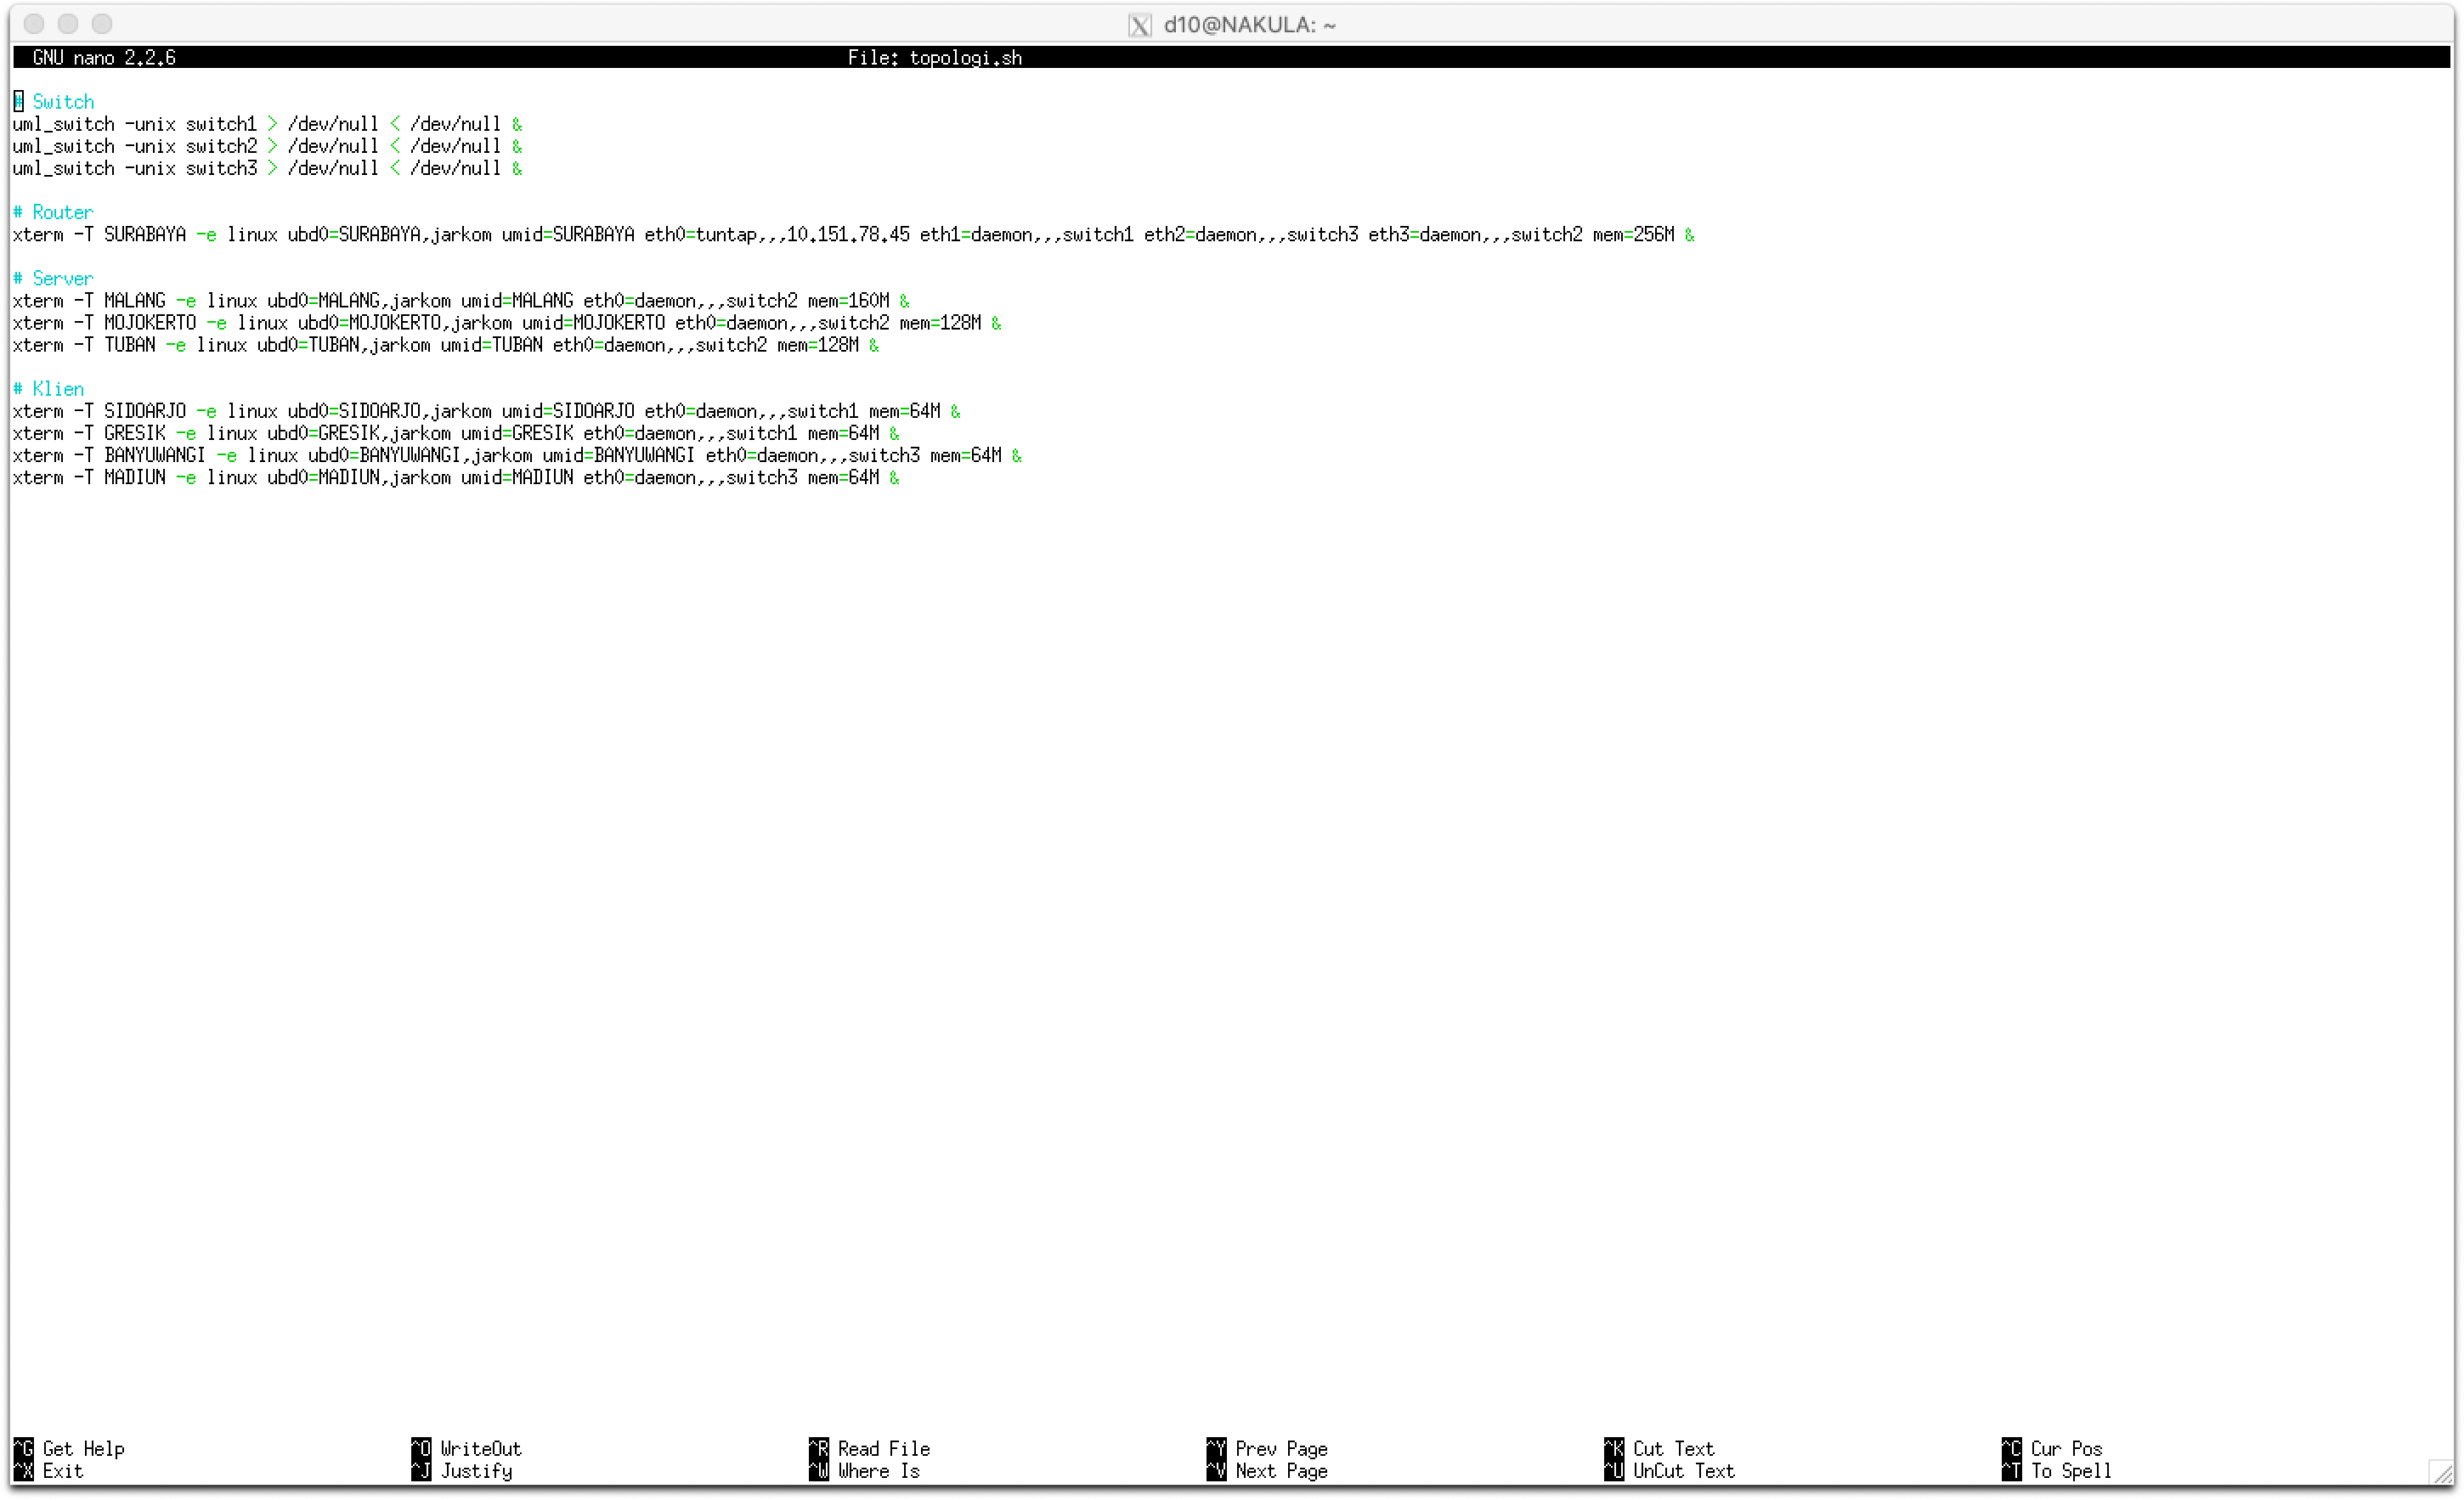 d10@NAKULA: ~
GNU nano 2.2.6 File: topologi.sh
# Switch
uml_switch -unix switch1 > /dev/null < /dev/null &
uml_switch -unix switch2 > /dev/null < /dev/null &
uml_switch -unix switch3 > /dev/null < /dev/null &
# Router
xterm -T SURABAYA -e linux ubd0=SURABAYA,jarkom umid=SURABAYA eth0=tuntap,,,10.151.78.45 eth1=daemon,,,switch1 eth2=daemon,,,switch3 eth3=daemon,,,switch2 mem=256M &
# Server
xterm -T MALANG -e linux ubd0=MALANG,jarkom umid=MALANG eth0=daemon,,,switch2 mem=160M &
xterm -T MOJOKERTO -e linux ubd0=MOJOKERTO,jarkom umid=MOJOKERTO eth0=daemon,,,switch2 mem=128M &
xterm -T TUBAN -e linux ubd0=TUBAN,jarkom umid=TUBAN eth0=daemon,,,switch2 mem=128M &
# Klien
xterm -T SIDOARJO -e linux ubd0=SIDOARJO,jarkom umid=SIDOARJO eth0=daemon,,,switch1 mem=64M &
xterm -T GRESIK -e linux ubd0=GRESIK,jarkom umid=GRESIK eth0=daemon,,,switch1 mem=64M &
xterm -T BANYUWANGI -e linux ubd0=BANYUWANGI,jarkom umid=BANYUWANGI eth0=daemon,,,switch3 mem=64M &
xterm -T MADIUN -e linux ubd0=MADIUN,jarkom umid=MADIUN eth0=daemon,,,switch3 mem=64M &
^G Get Help ^O WriteOut ^R Read File ^Y Prev Page ^K Cut Text ^C Cur Pos
^X Exit ^J Justify ^W Where Is ^V Next Page ^U UnCut Text ^T To Spell